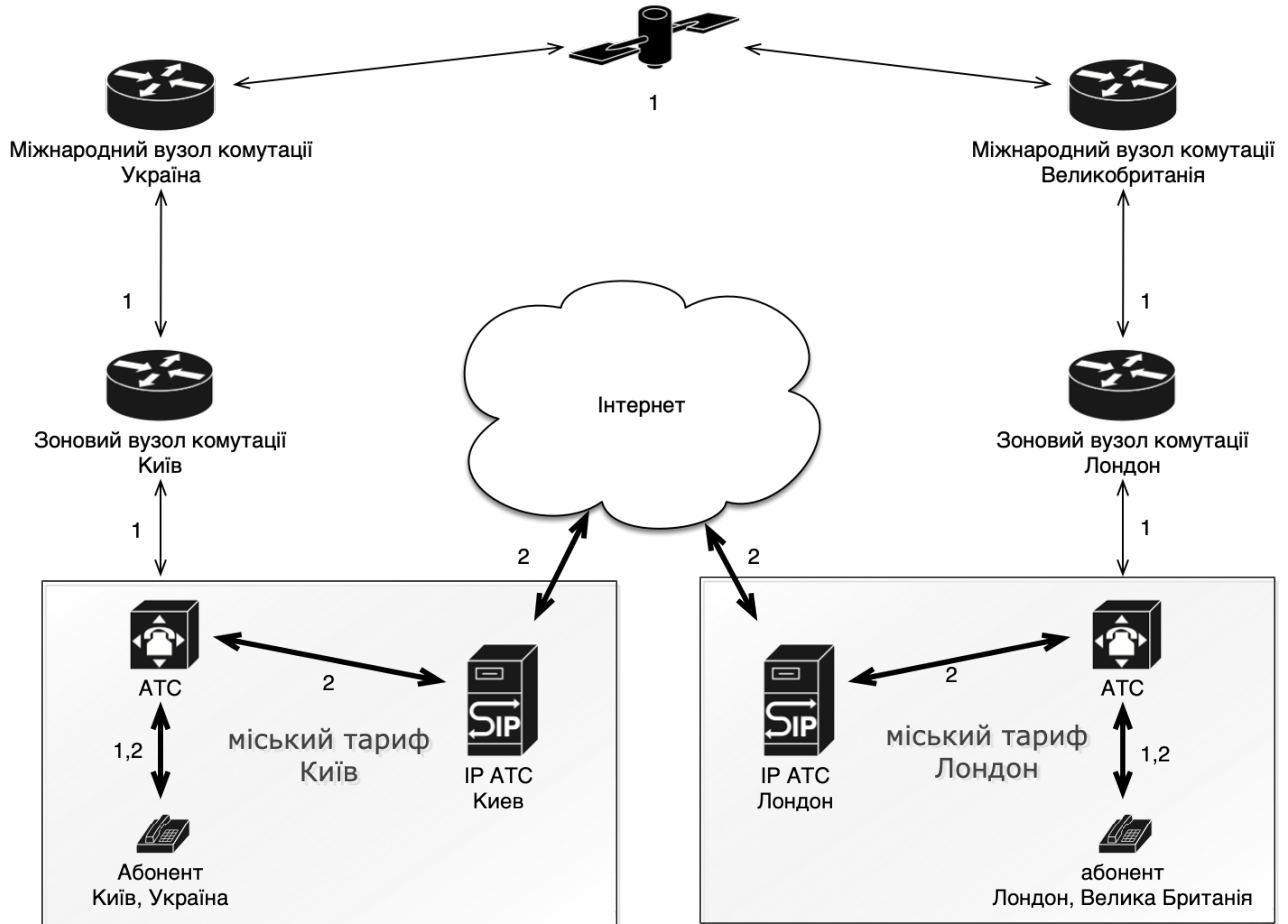 1
Міжнародний вузол комутації
Україна
Міжнародний вузол комутації
Великобританія
1
1
Інтернет
Зоновий вузол комутації
Київ
Зоновий вузол комутації
Лондон
1
1
2
2
АТС
2
міський тариф
Київ
1,2
SIP
IP АТС
Киев
Абонент
Київ, Україна
SIP
IP АТС
Лондон
2
міський тариф
Лондон
АТС
1,2
абонент
Лондон, Велика Британія